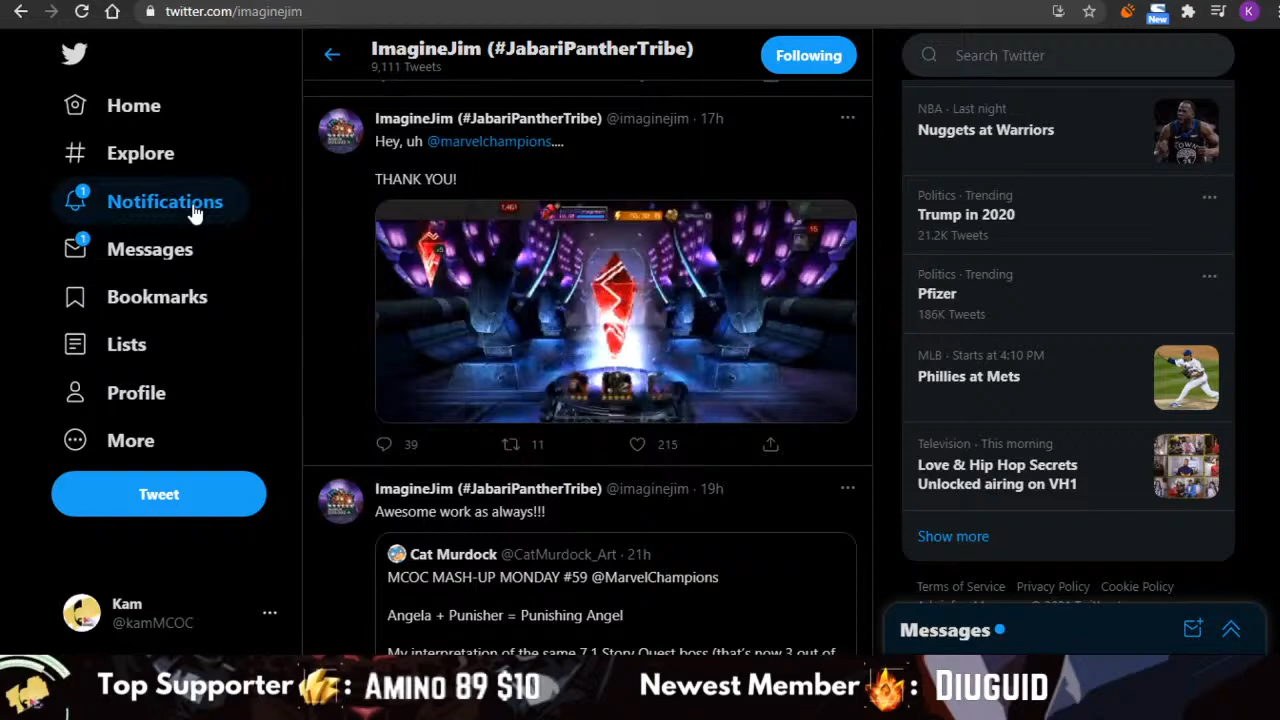 twitter.com/imaginejim
New
K
Home
Explore
1
Notifications
1
Messages
Bookmarks
Lists
Profile
More
Tweet
Kam
@kamMCOC
ImagineJim (#JabariPantherTribe)
9,111 Tweets
Following
ImagineJim (#JabariPantherTribe) @imaginejim · 17h
Hey, uh @marvelchampions....
THANK YOU!
39
11
215
ImagineJim (#JabariPantherTribe) @imaginejim · 19h
Awesome work as always!!!
Cat Murdock @CatMurdock_Art · 21h
MCOC MASH-UP MONDAY #59 @MarvelChampions
Angela + Punisher = Punishing Angel
My interpretation of the same 7.1 Story Quest boss (that's now 3 out of
Search Twitter
NBA · Last night
Nuggets at Warriors
Politics · Trending
Trump in 2020
21.2K Tweets
Politics · Trending
Pfizer
186K Tweets
MLB · Starts at 4:10 PM
Phillies at Mets
Television · This morning
Love & Hip Hop Secrets
Unlocked airing on VH1
Show more
Terms of Service Privacy Policy Cookie Policy
Messages
Top Supporter : Amino 89 $10 Newest Member : Diuguid